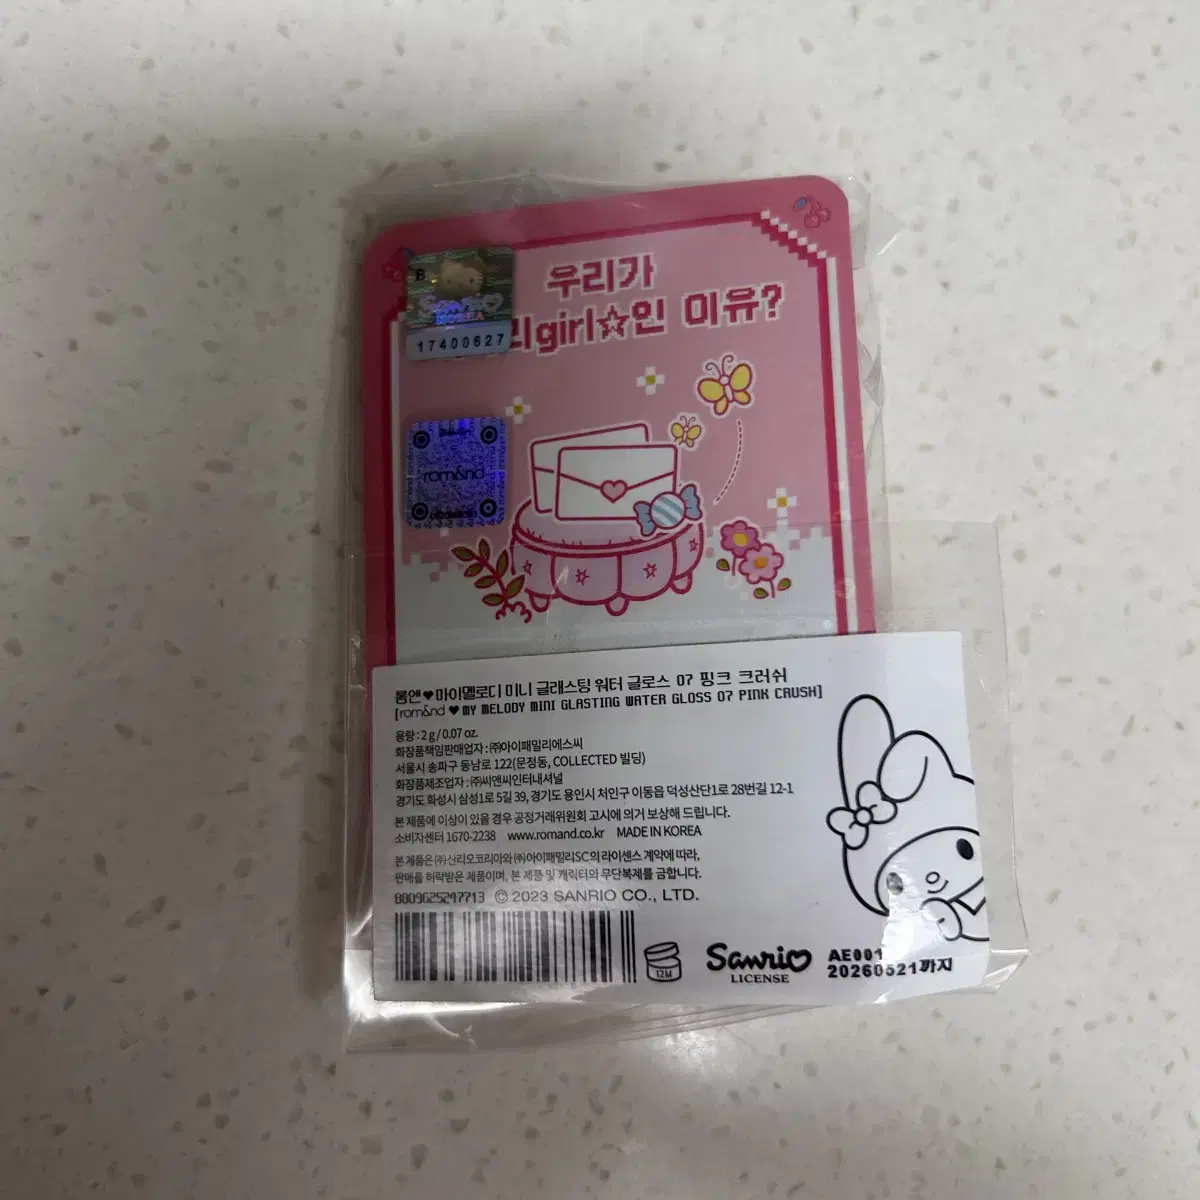 우리가
리girl☆인 이유?
B
Sanrio
KOREA
17400627
rom&nd
롬앤♥마이멜로디 미니 글래스팅 워터 글로스 07 핑크 크러쉬
[rom&nd ♥ MY MELODY MINI GLASTING WATER GLOSS 07 PINK CRUSH]
용량 : 2 g / 0.07 oz.
화장품책임판매업자 : ㈜아이패밀리에스씨
서울시 송파구 동남로 122(문정동, COLLECTED 빌딩)
화장품제조업자 : ㈜씨앤씨인터내셔널
경기도 화성시 삼성1로 5길 39, 경기도 용인시 처인구 이동읍 덕성산단1로 28번길 12-1
본 제품에 이상이 있을 경우 공정거래위원회 고시에 의거 보상해 드립니다.
소비자센터 1670-2238 www.romand.co.kr MADE IN KOREA
본 제품은 ㈜산리오코리아와 ㈜아이패밀리SC의 라이센스 계약에 따라,
판매를 허락받은 제품이며, 본 제품 및 캐릭터의 무단복제를 금합니다.
8809625247713 © 2023 SANRIO CO., LTD.
12M
Sanrio
LICENSE
AE001
20260521까지